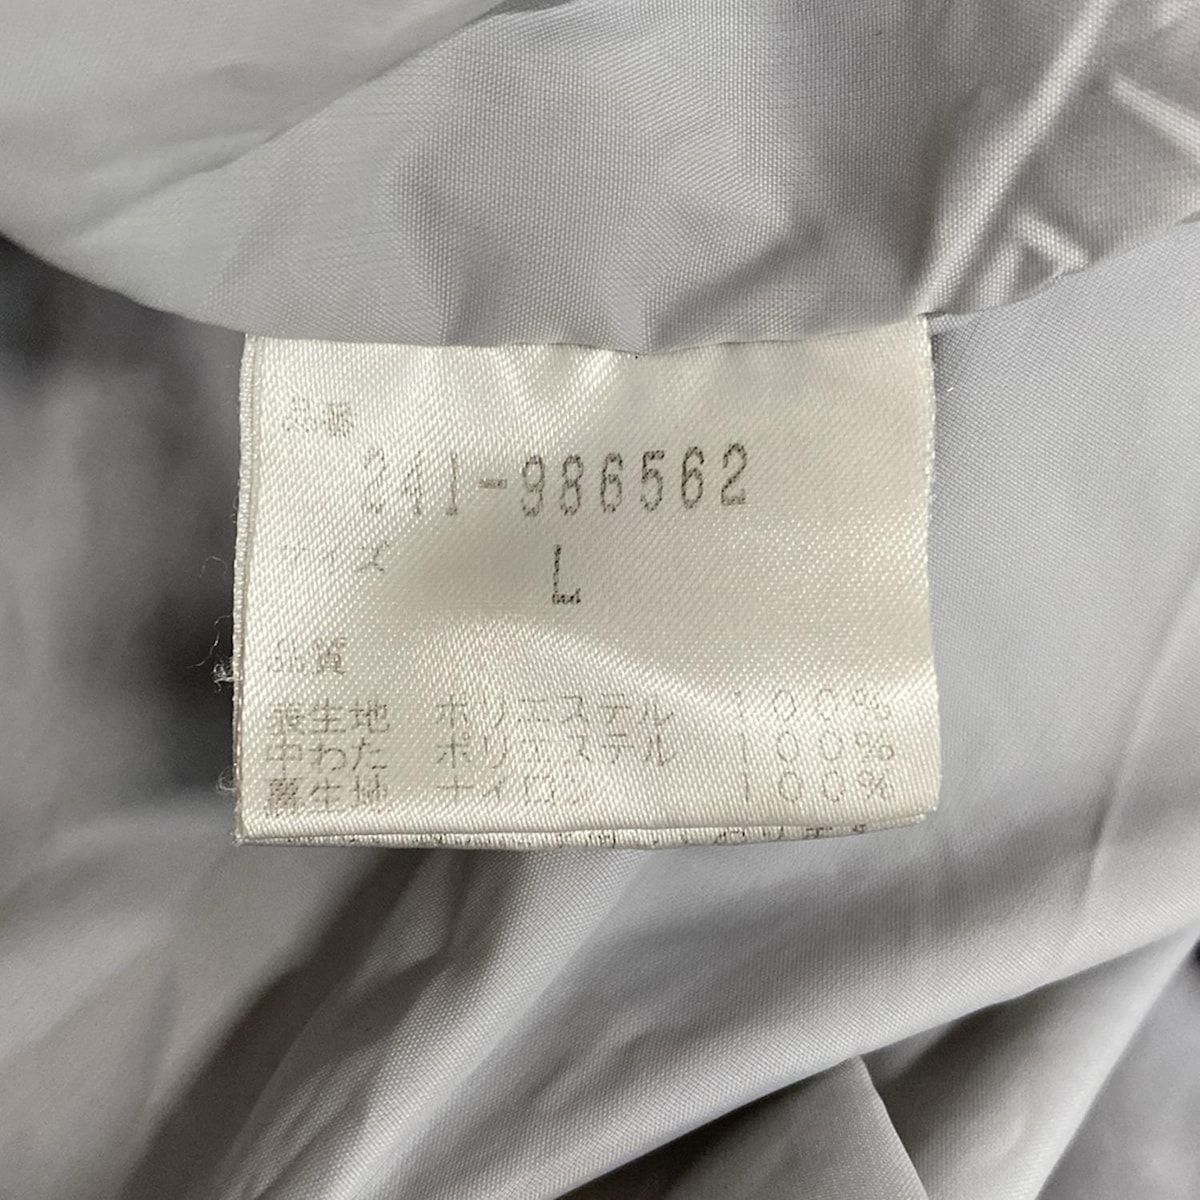 品番
241-986562
サイズ
L
品質
表生地 ポリエステル 100%
中わた ポリエステル 100%
裏生地 ナイロン 100%